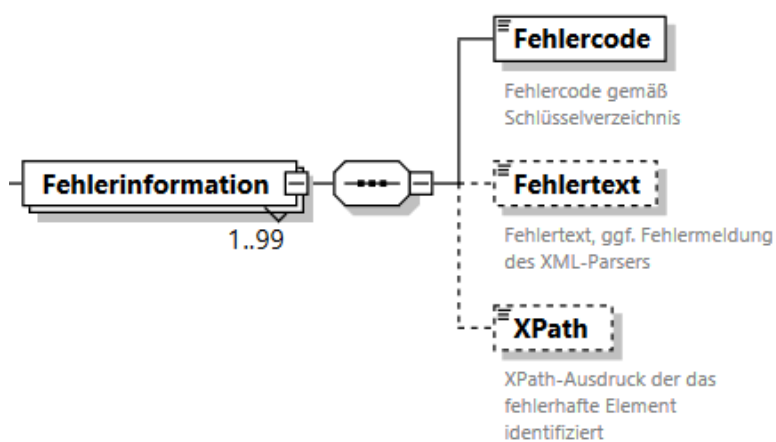 Fehlercode
Fehlercode gemäß
Schlüsselverzeichnis
Fehlerinformation
1..99
Fehlertext
Fehlertext, ggf. Fehlermeldung
des XML-Parsers
XPath
XPath-Ausdruck der das
fehlerhafte Element
identifiziert